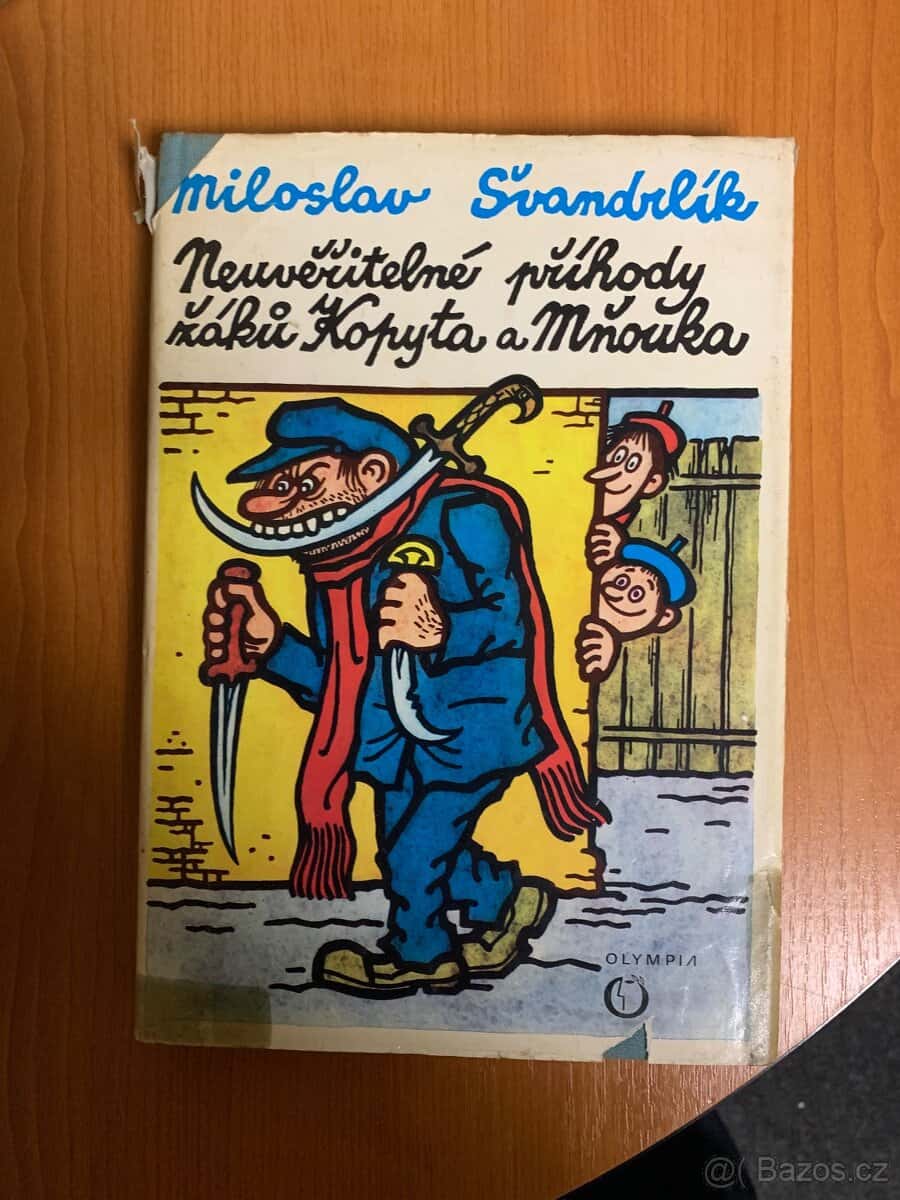 Miloslav Švandrlík
Neuvěřitelné příhody
žáků Kopyta a Mňouka
OLYMPIA
@( Bazos.cz